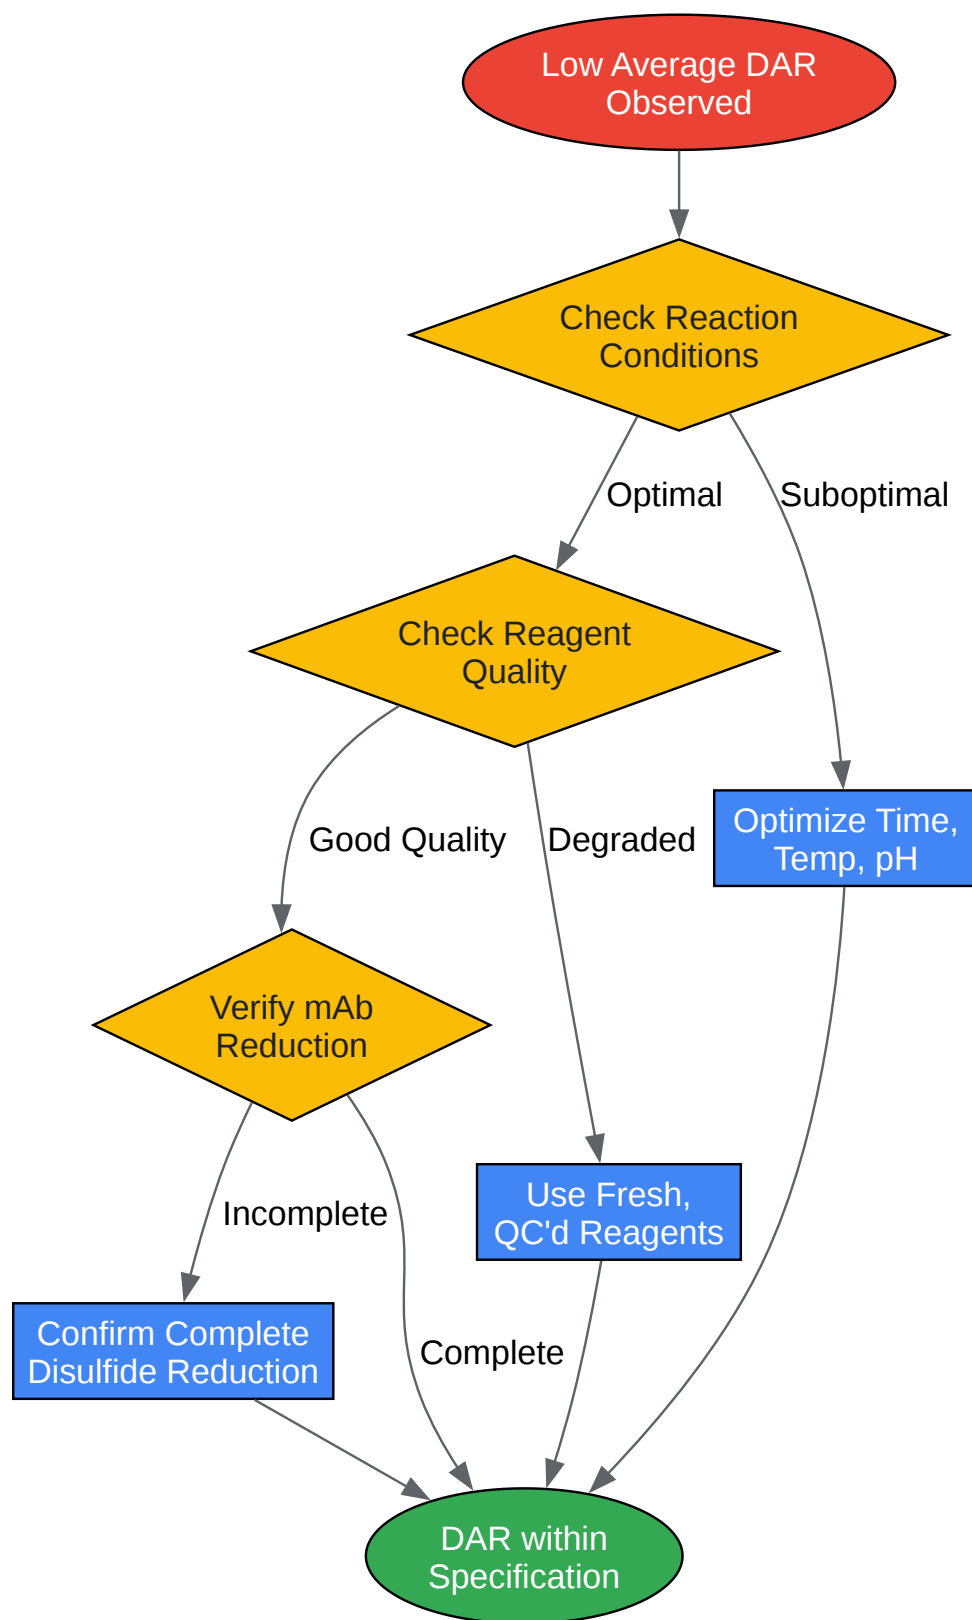 Low Average DAR
Observed
Check Reaction
Conditions
Optimal
Suboptimal
Check Reagent
Quality
Optimize Time,
Temp, pH
Good Quality
Degraded
Verify mAb
Reduction
Use Fresh,
QC'd Reagents
Incomplete
Confirm Complete
Disulfide Reduction
Complete
DAR within
Specification